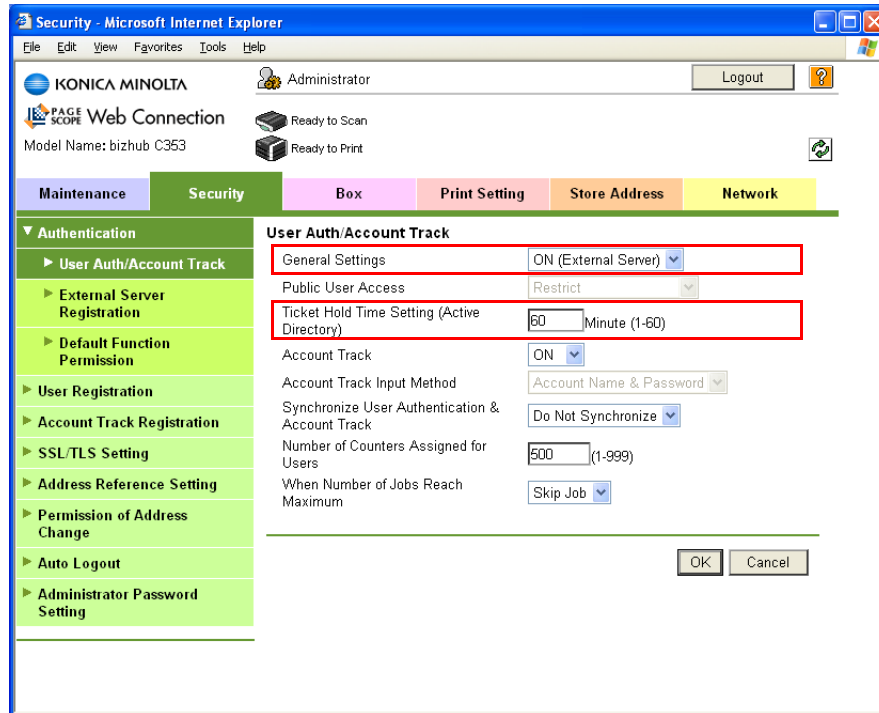 Security - Microsoft Internet Explorer
File Edit View Favorites Tools Help
KONICA MINOLTA
Administrator
Logout
?
PAGE SCOPE Web Connection
Ready to Scan
Model Name: bizhub C353
Ready to Print
Maintenance Security Box Print Setting Store Address Network
Authentication
User Auth/Account Track
External Server
Registration
Default Function
Permission
User Registration
Account Track Registration
SSL/TLS Setting
Address Reference Setting
Permission of Address
Change
Auto Logout
Administrator Password
Setting
User Auth/Account Track
General Settings ON (External Server)
Public User Access Restrict
Ticket Hold Time Setting (Active
Directory) 60 Minute (1-60)
Account Track ON
Account Track Input Method Account Name & Password
Synchronize User Authentication &
Account Track Do Not Synchronize
Number of Counters Assigned for
Users 500 (1-999)
When Number of Jobs Reach
Maximum Skip Job
OK Cancel